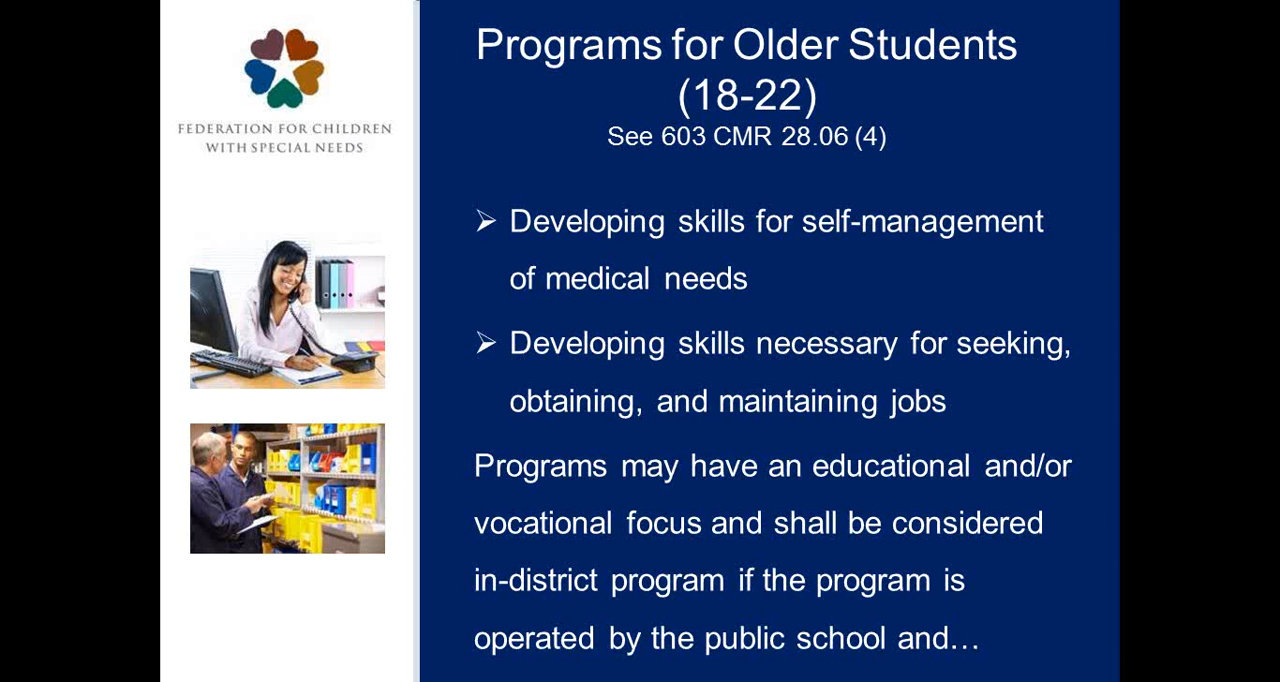 FEDERATION FOR CHILDREN
WITH SPECIAL NEEDS
Programs for Older Students
(18-22)
See 603 CMR 28.06 (4)
➢ Developing skills for self-management
of medical needs
➢ Developing skills necessary for seeking,
obtaining, and maintaining jobs
Programs may have an educational and/or
vocational focus and shall be considered
in-district program if the program is
operated by the public school and…